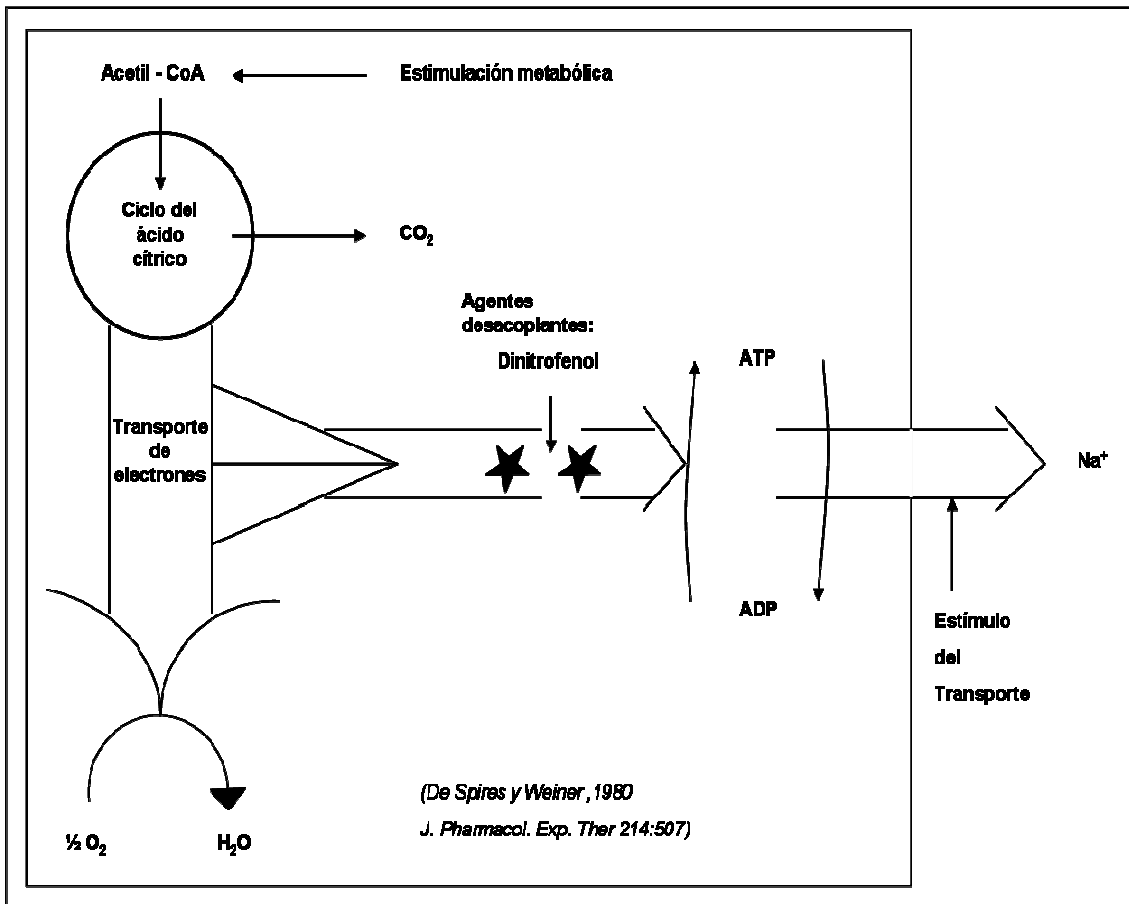 Acetil - CoA
Estimulación metabólica
Ciclo del
ácido
cítrico
CO₂
Agentes
desacoplantes:
Dinitrofenol
ATP
Transporte
de
electrones
Na⁺
ADP
Estímulo
del
Transporte
(De Spires y Weiner, 1980
J. Pharmacol. Exp. Ther 214:507)
½ O₂
H₂O